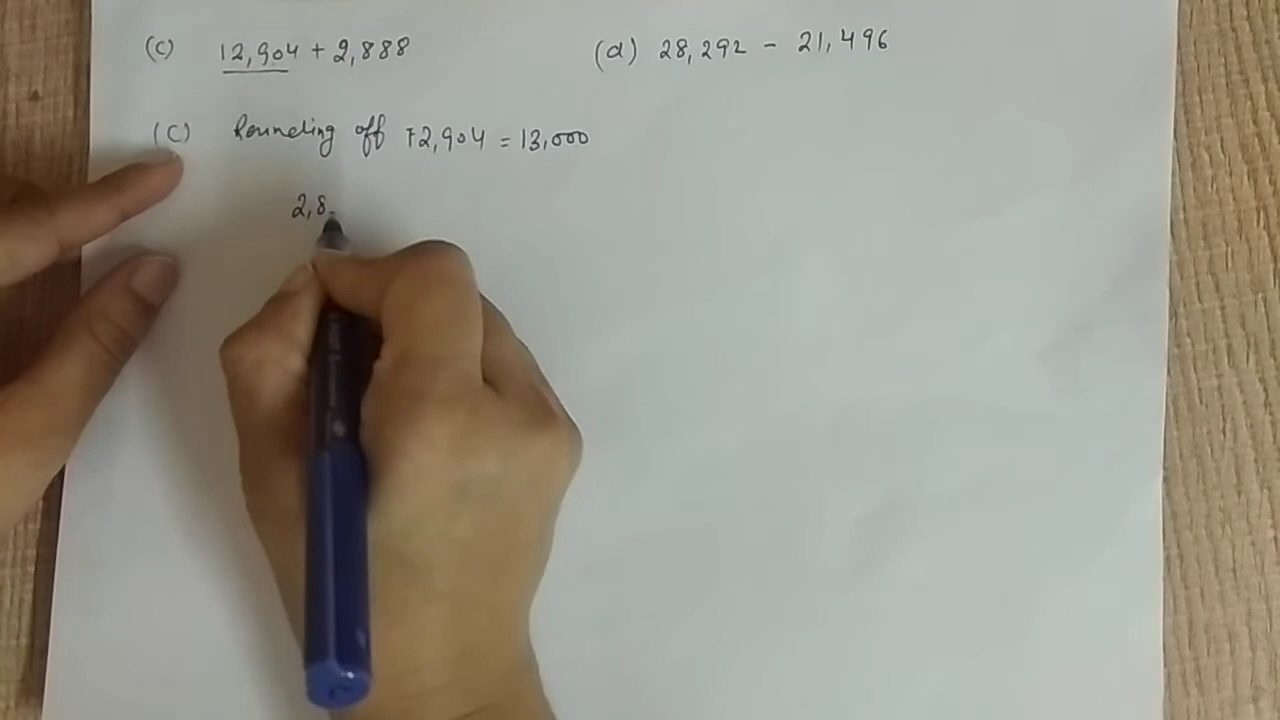 (C) 12,904 + 2,888
(d) 28,292 - 21,496
(C) Rounding off 12,904 = 13,000
2,8